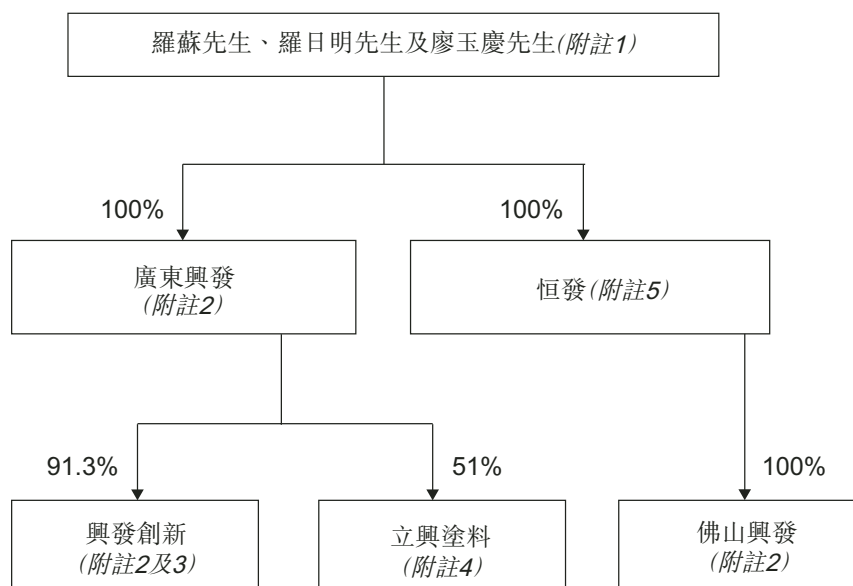 羅蘇先生、羅日明先生及廖玉慶先生(附註1)
100%
100%
廣東興發
(附註2)
恒發(附註5)
91.3%
51%
100%
興發創新
(附註2及3)
立興塗料
(附註4)
佛山興發
(附註2)